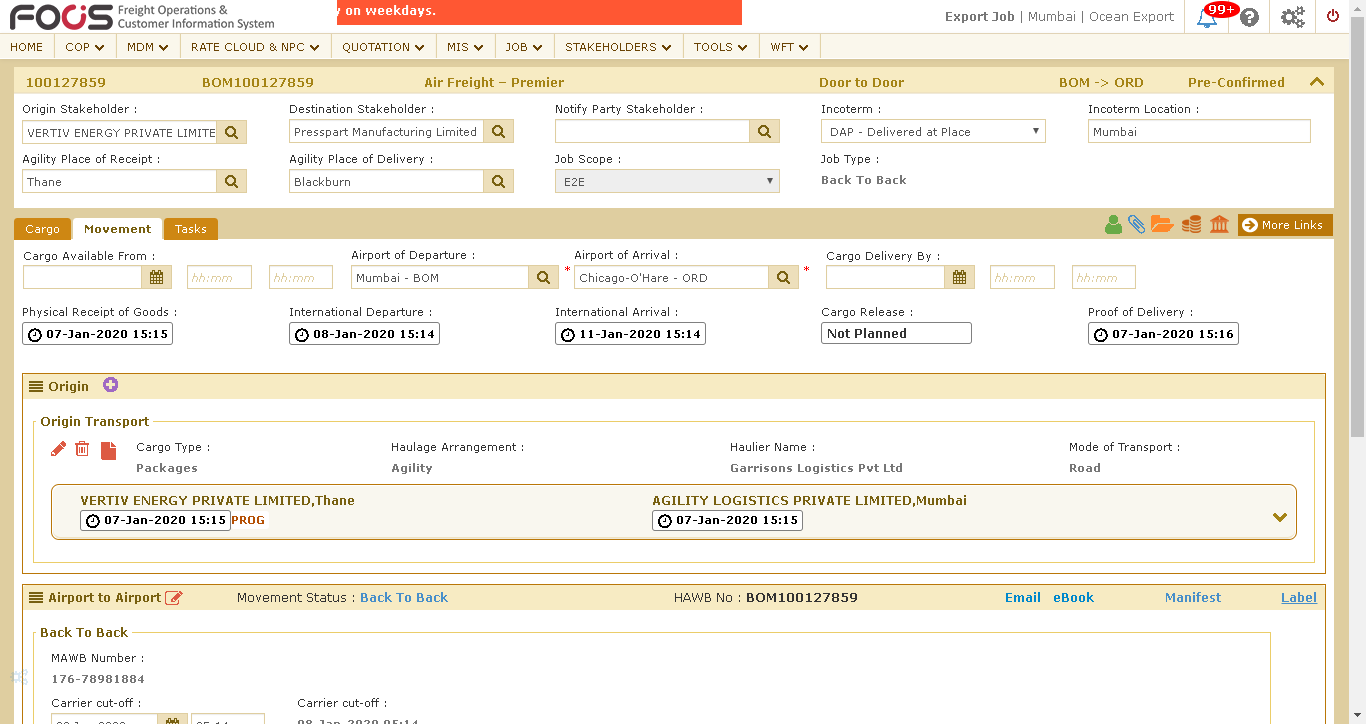 FOCUS Freight Operations & Customer Information System
y on weekdays.
Export Job | Mumbai | Ocean Export
99+
HOME COP MDM RATE CLOUD & NPC QUOTATION MIS JOB STAKEHOLDERS TOOLS WFT
100127859 BOM100127859 Air Freight – Premier Door to Door BOM -> ORD Pre-Confirmed
Origin Stakeholder : Destination Stakeholder : Notify Party Stakeholder : Incoterm : Incoterm Location :
VERTIV ENERGY PRIVATE LIMITE Presspart Manufacturing Limited DAP - Delivered at Place Mumbai
Agility Place of Receipt : Agility Place of Delivery : Job Scope : Job Type :
Thane Blackburn E2E Back To Back
Cargo Movement Tasks More Links
Cargo Available From : Airport of Departure : Airport of Arrival : Cargo Delivery By :
hh:mm hh:mm Mumbai - BOM * Chicago-O'Hare - ORD * hh:mm hh:mm
Physical Receipt of Goods : International Departure : International Arrival : Cargo Release : Proof of Delivery :
07-Jan-2020 15:15 08-Jan-2020 15:14 11-Jan-2020 15:14 Not Planned 07-Jan-2020 15:16
Origin
Origin Transport
Cargo Type : Haulage Arrangement : Haulier Name : Mode of Transport :
Packages Agility Garrisons Logistics Pvt Ltd Road
VERTIV ENERGY PRIVATE LIMITED,Thane AGILITY LOGISTICS PRIVATE LIMITED,Mumbai
07-Jan-2020 15:15 PROG 07-Jan-2020 15:15
Airport to Airport Movement Status : Back To Back HAWB No : BOM100127859 Email eBook Manifest Label
Back To Back
MAWB Number :
176-78981884
Carrier cut-off : Carrier cut-off :
08-Jan-2020 05:14